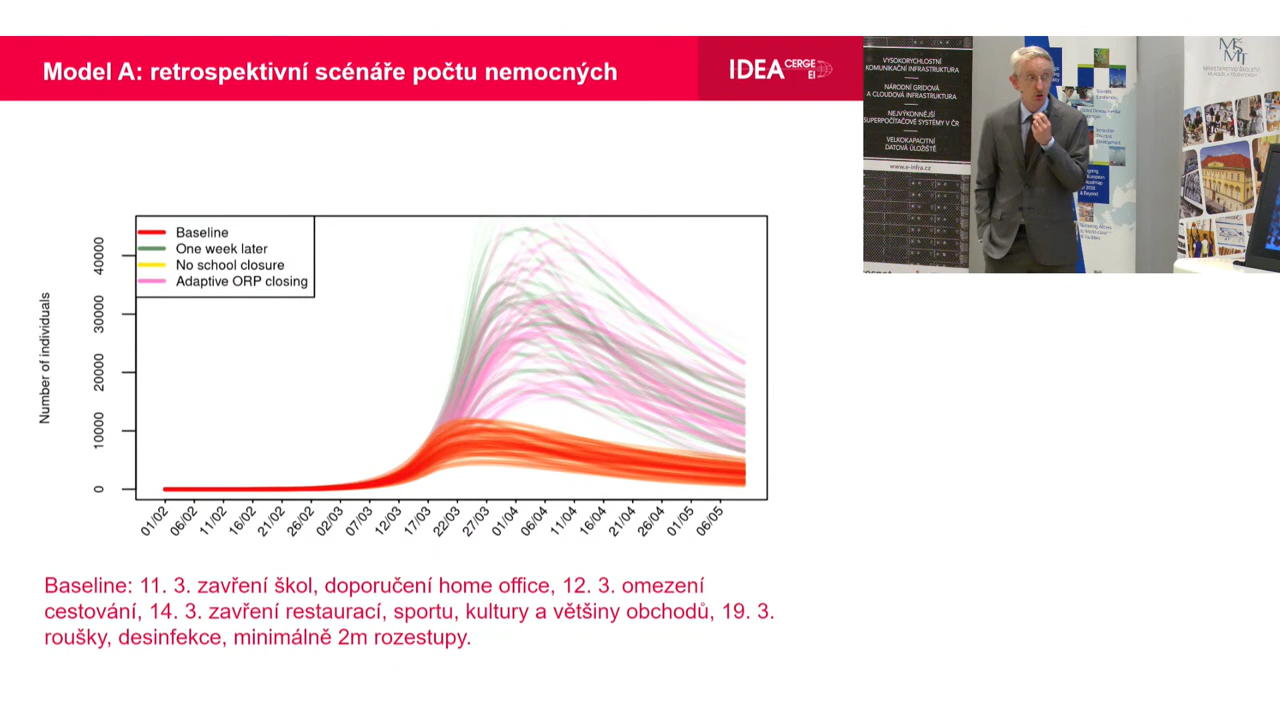 Model A: retrospektivní scénáře počtu nemocných
IDEA CERGE
EI
Baseline
One week later
No school closure
Adaptive ORP closing
Number of individuals
40000
30000
20000
10000
0
01/02
06/02
11/02
16/02
21/02
26/02
02/03
07/03
12/03
17/03
22/03
27/03
01/04
06/04
11/04
16/04
21/04
26/04
01/05
06/05
Baseline: 11. 3. zavření škol, doporučení home office, 12. 3. omezení
cestování, 14. 3. zavření restaurací, sportu, kultury a většiny obchodů, 19. 3.
roušky, desinfekce, minimálně 2m rozestupy.
VYSOKORYCHLOSTNÍ
KOMUNIKAČNÍ INFRASTRUKTURA
NÁRODNÍ GRIDOVÁ
A CLOUDOVÁ INFRASTRUKTURA
NEJVÝKONNĚJŠÍ
SUPERPOČÍTAČOVÉ SYSTÉMY V ČR
VELKOKAPACITNÍ
DATOVÁ ÚLOŽIŠTĚ
www.e-infra.cz
MINISTERSTVO ŠKOLSTVÍ,
MLÁDEŽE A TĚLOVÝCHOVY